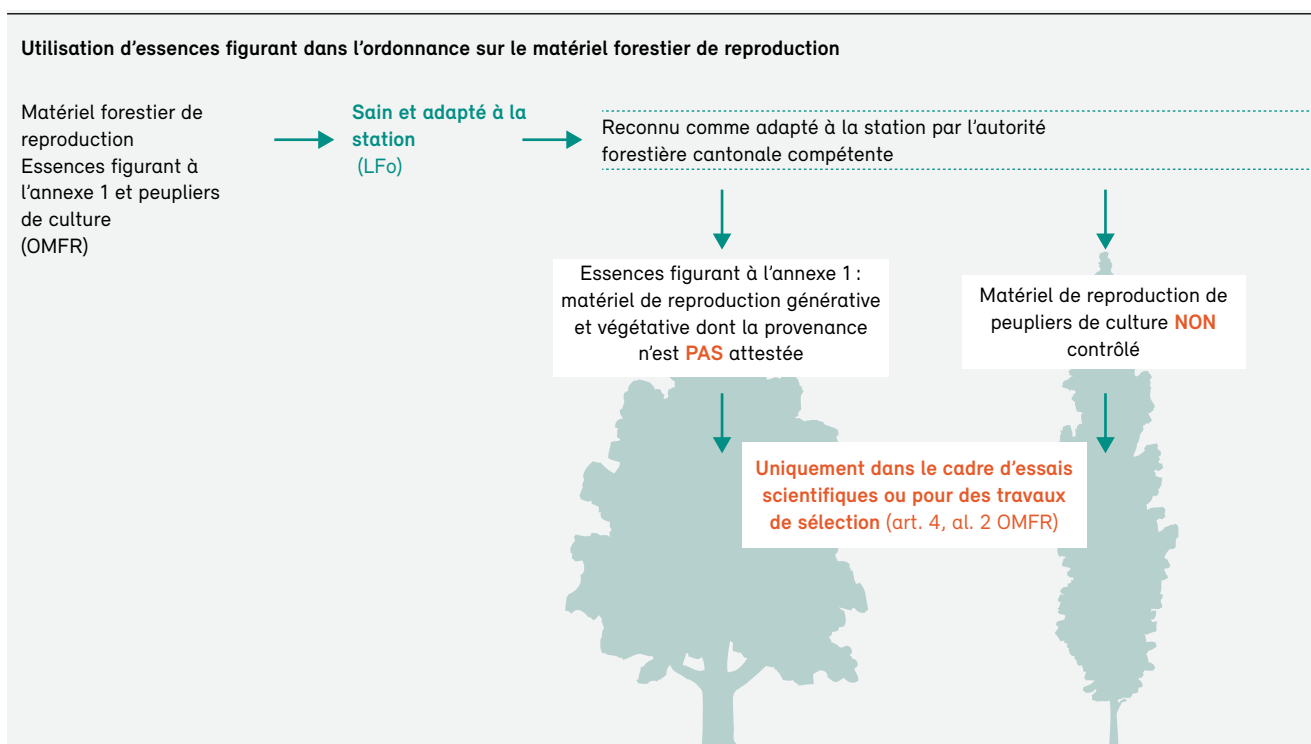 Utilisation d'essences figurant dans l'ordonnance sur le matériel forestier de reproduction
Matériel forestier de
reproduction
Essences figurant à
l'annexe 1 et peupliers
de culture
(OMFR)
Sain et adapté à la
station
(LFo)
Reconnu comme adapté à la station par l'autorité
forestière cantonale compétente
Essences figurant à l'annexe 1 :
matériel de reproduction générative
et végétative dont la provenance
n'est PAS attestée
Matériel de reproduction de
peupliers de culture NON
contrôlé
Uniquement dans le cadre d'essais
scientifiques ou pour des travaux
de sélection (art. 4, al. 2 OMFR)